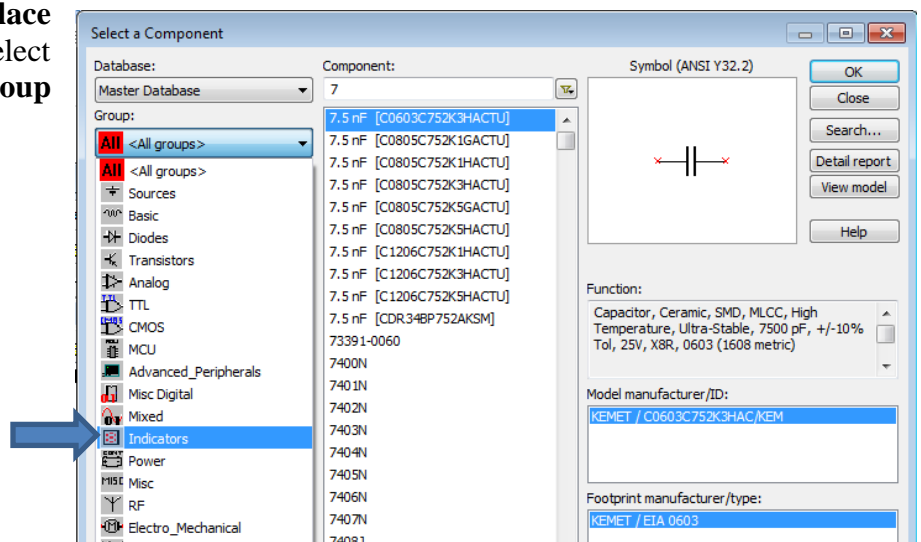 lace
elect
oup
Select a Component
Database:
Master Database
Group:
All <All groups>
All <All groups>
Sources
Basic
Diodes
Transistors
Analog
TTL
CMOS
MCU
Advanced_Peripherals
Misc Digital
Mixed
Indicators
Power
MISC Misc
RF
Electro_Mechanical
Component:
7
7.5 nF [C0603C752K3HACTU]
7.5 nF [C0805C752K1GACTU]
7.5 nF [C0805C752K1HACTU]
7.5 nF [C0805C752K3HACTU]
7.5 nF [C0805C752K5GACTU]
7.5 nF [C0805C752K5HACTU]
7.5 nF [C1206C752K1HACTU]
7.5 nF [C1206C752K3HACTU]
7.5 nF [C1206C752K5HACTU]
7.5 nF [CDR34BP752AKSM]
73391-0060
7400N
7401N
7402N
7403N
7404N
7405N
7406N
7407N
7408J
Symbol (ANSI Y32.2)
OK
Close
Search...
Detail report
View model
Help
Function:
Capacitor, Ceramic, SMD, MLCC, High
Temperature, Ultra-Stable, 7500 pF, +/-10%
Tol, 25V, X8R, 0603 (1608 metric)
Model manufacturer/ID:
KEMET / C0603C752K3HAC/KEM
Footprint manufacturer/type:
KEMET / EIA 0603